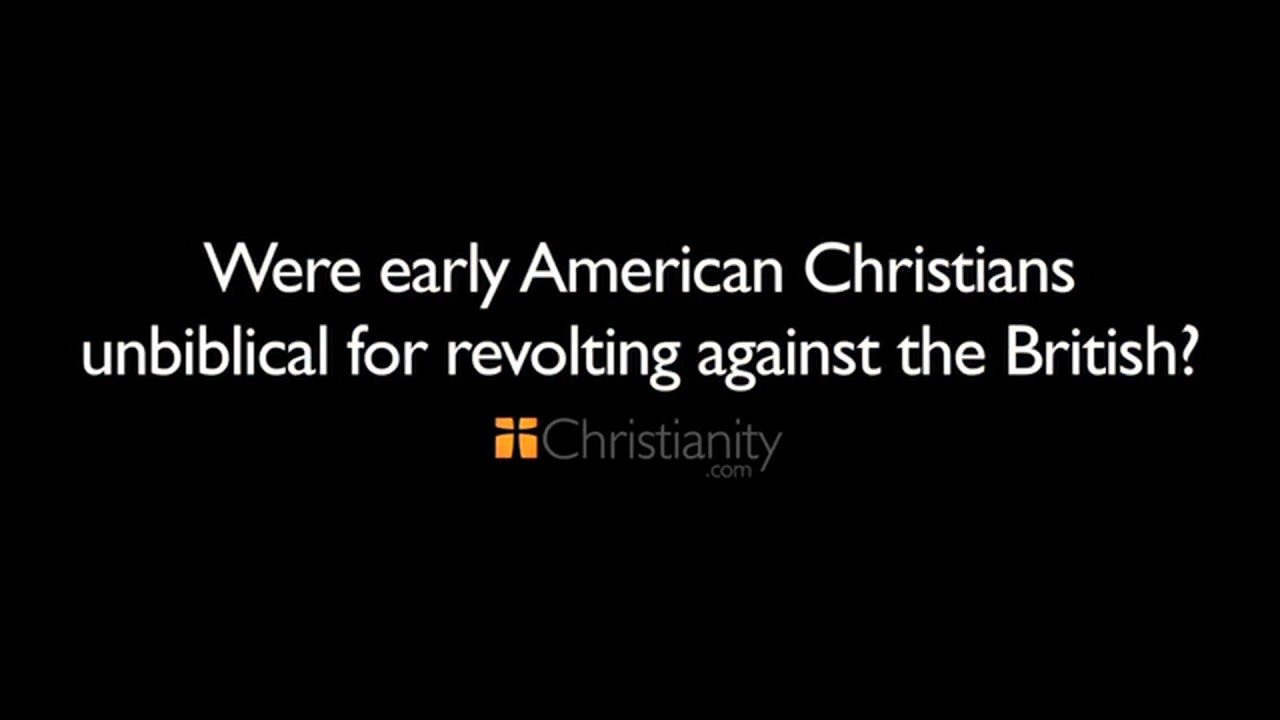 Were early American Christians
unbiblical for revolting against the British?
Christianity
.com